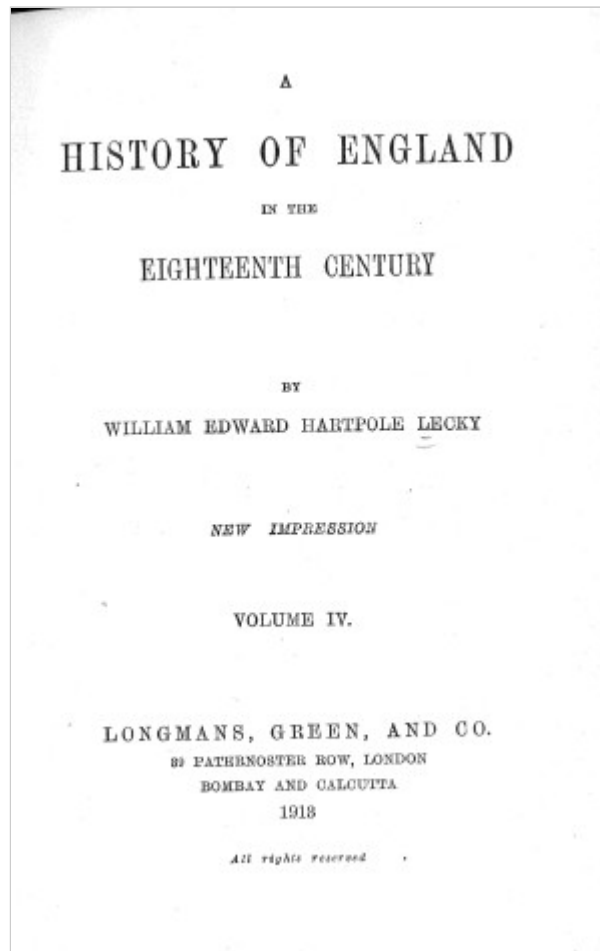 A
HISTORY OF ENGLAND
IN THE
EIGHTEENTH CENTURY
BY
WILLIAM EDWARD HARTPOLE LECKY
NEW IMPRESSION
VOLUME IV.
LONGMANS, GREEN, AND CO.
39 PATERNOSTER ROW, LONDON
BOMBAY AND CALCUTTA
1913
All rights reserved